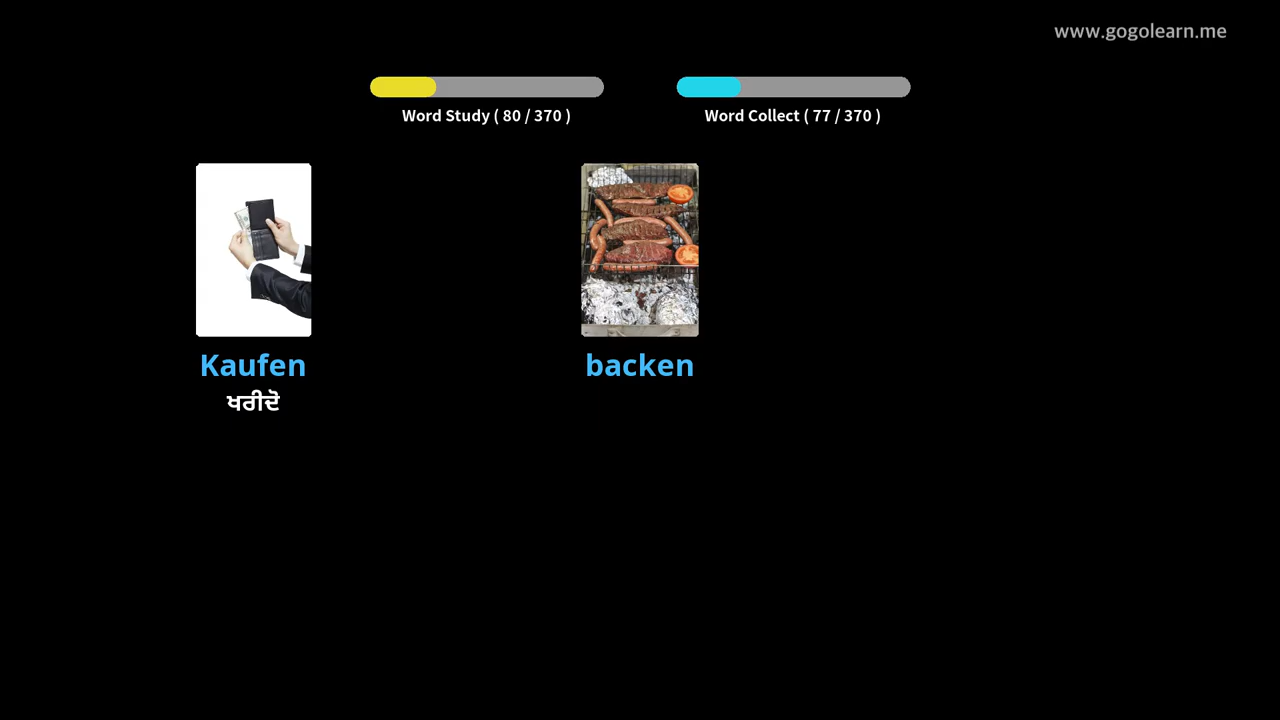 www.gogolearn.me
Word Study ( 80 / 370 )
Word Collect ( 77 / 370 )
Kaufen
backen
ਖਰੀਦੋ